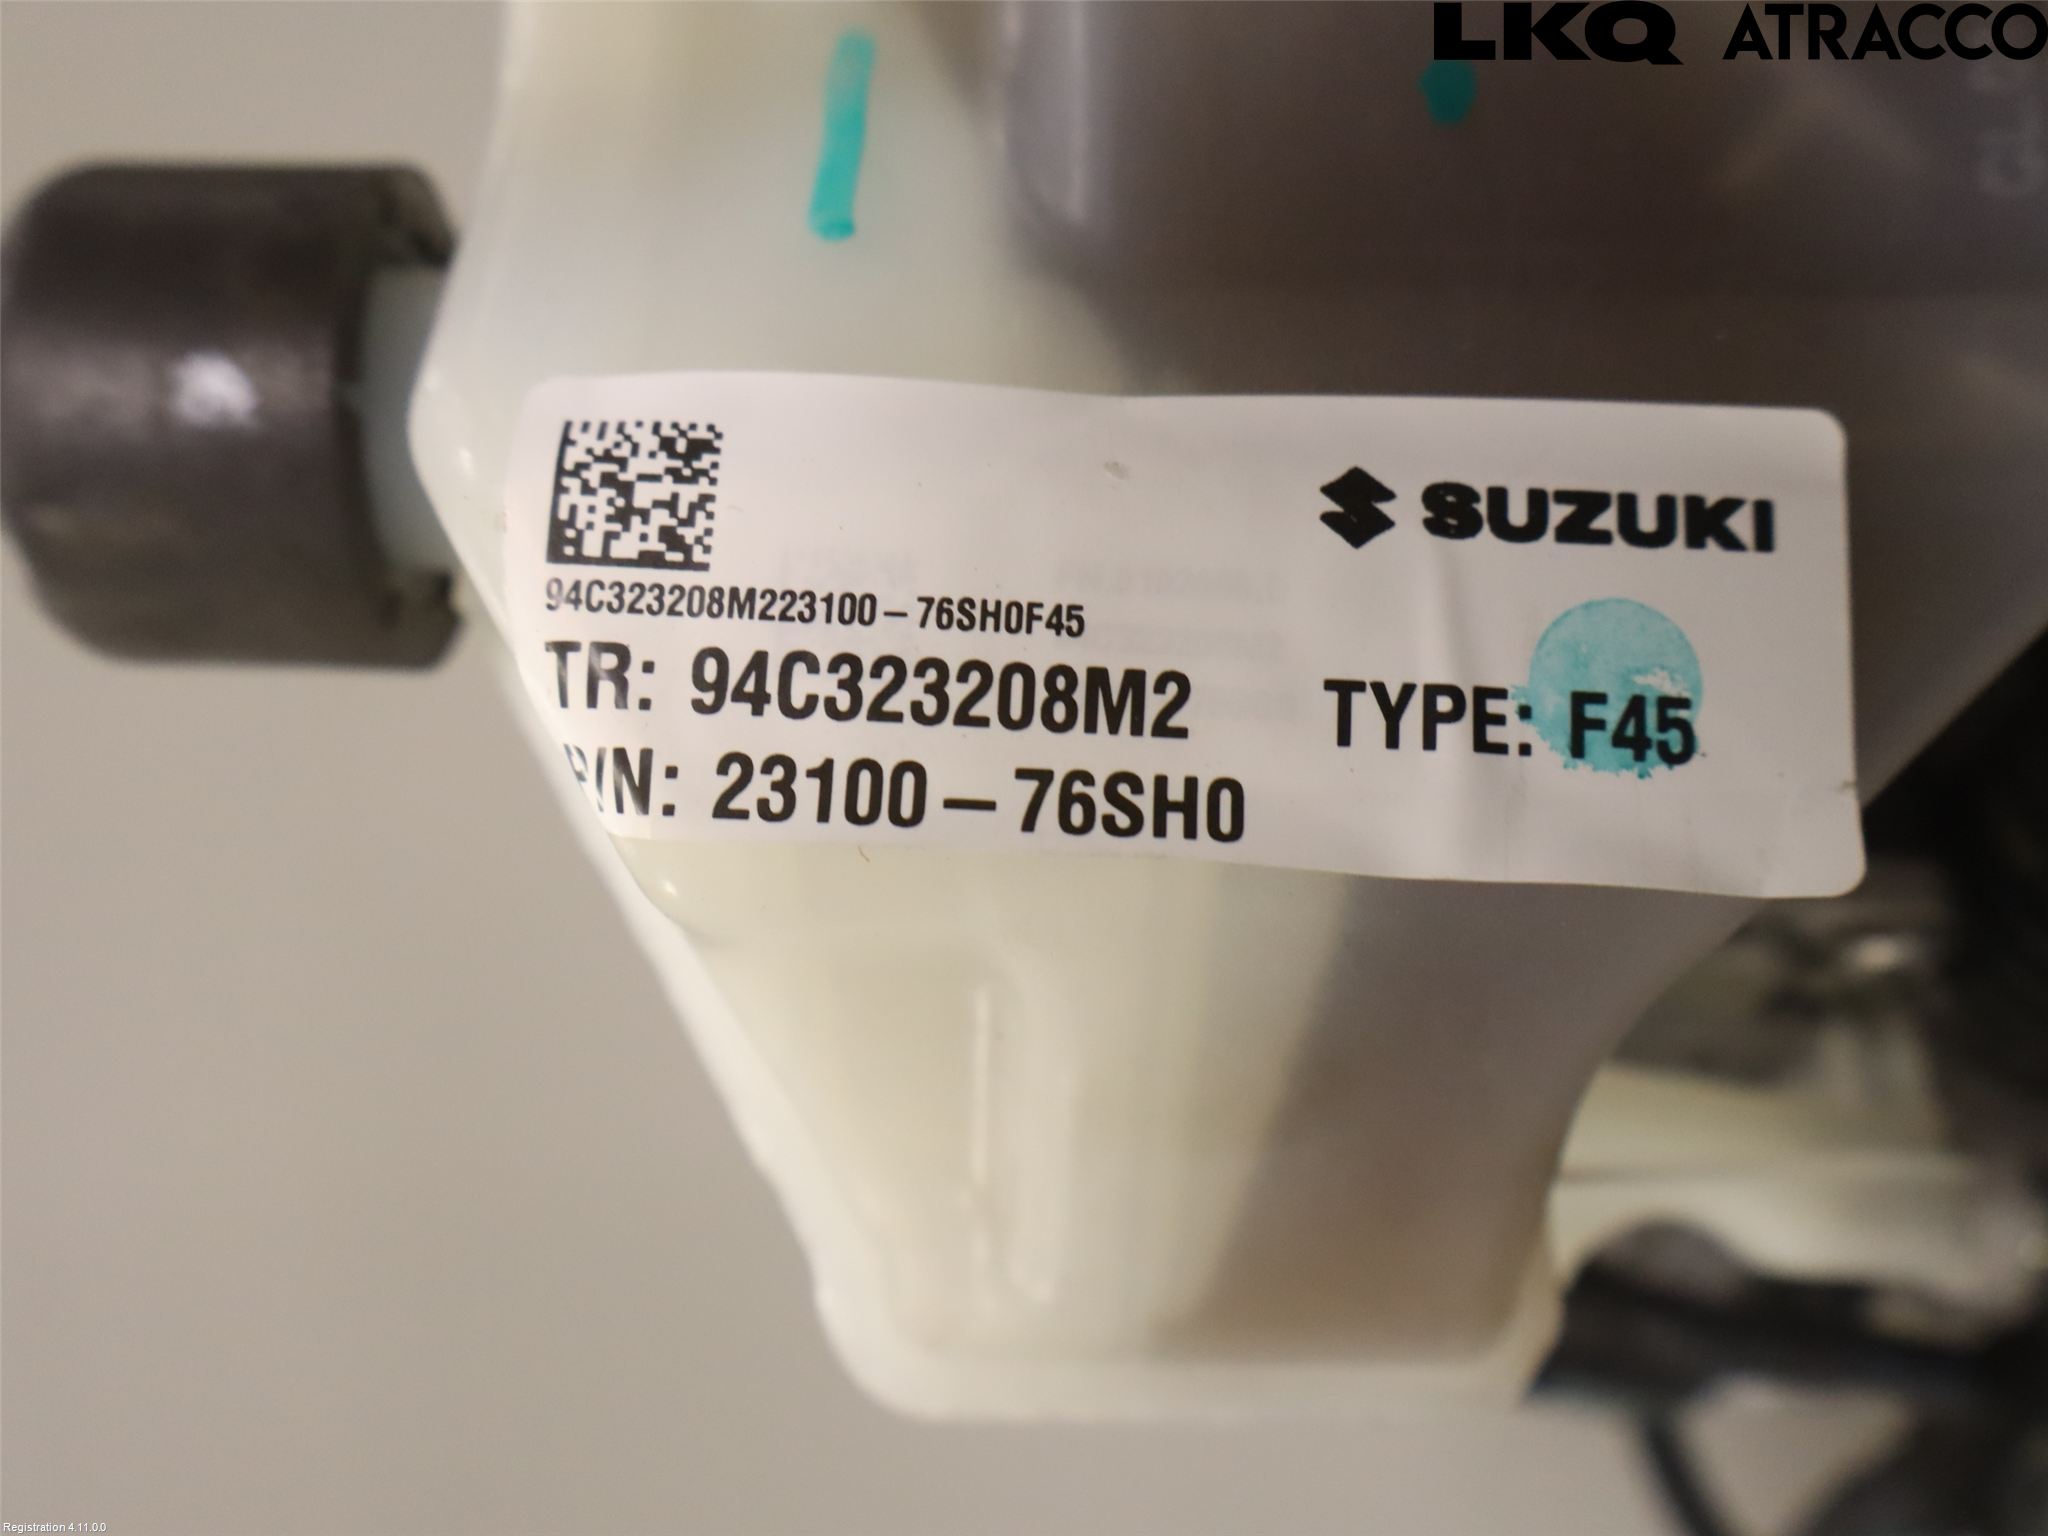 LKQ ATRACCO
SUZUKI
94C323208M223100-76SH0F45
TR: 94C323208M2 TYPE: F45
P/N: 23100-76SH0
Registration 4.11.0.0